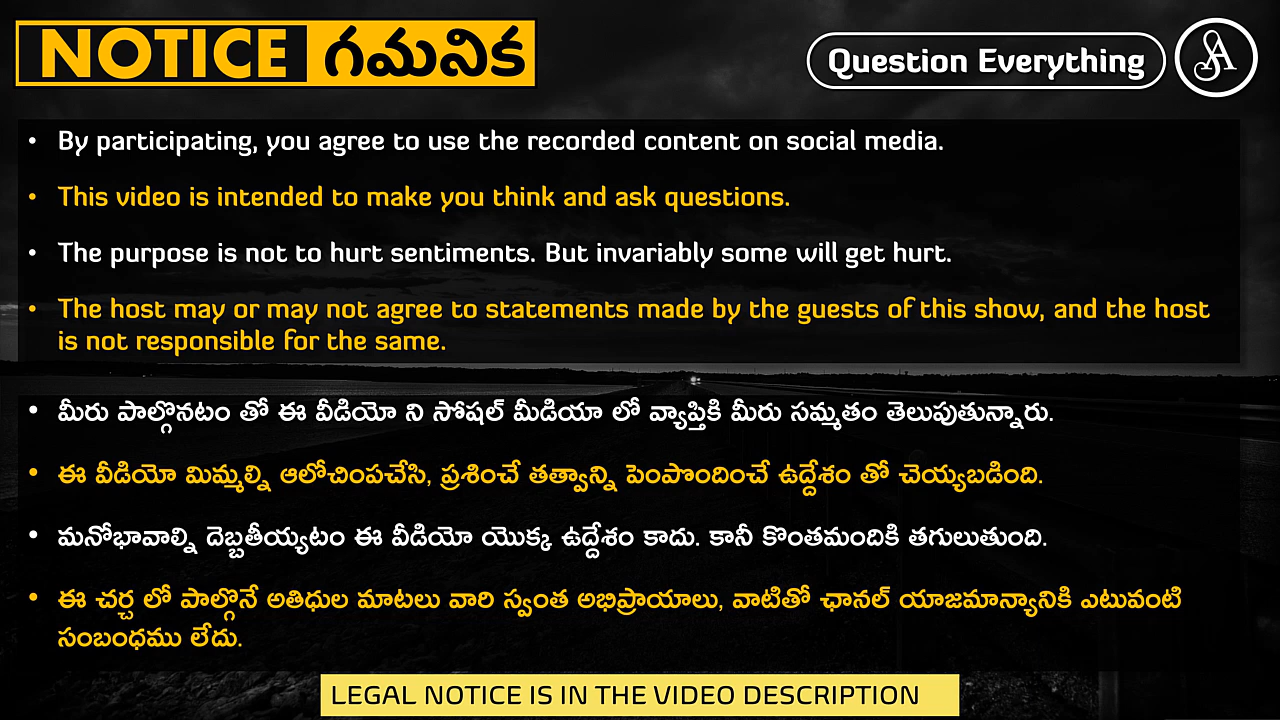 NOTICE గమనిక
Question Everything
• By participating, you agree to use the recorded content on social media.
• This video is intended to make you think and ask questions.
• The purpose is not to hurt sentiments. But invariably some will get hurt.
• The host may or may not agree to statements made by the guests of this show, and the host
is not responsible for the same.
• మీరు పాల్గొనటం తో ఈ వీడియో ని సోషల్ మీడియా లో వ్యాప్తికి మీరు సమ్మతం తెలుపుతున్నారు.
• ఈ వీడియో మిమ్మల్ని ఆలోచింపచేసి, ప్రశించే తత్వాన్ని పెంపొందించే ఉద్దేశం తో చెయ్యబడింది.
• మనోభావాల్ని దెబ్బతీయ్యటం ఈ వీడియో యొక్క ఉద్దేశం కాదు. కానీ కొంతమందికి తగులుతుంది.
• ఈ చర్చ లో పాల్గొనే అతిధుల మాటలు వారి స్వంత అభిప్రాయాలు, వాటితో ఛానల్ యాజమాన్యానికి ఎటువంటి
సంబంధము లేదు.
LEGAL NOTICE IS IN THE VIDEO DESCRIPTION